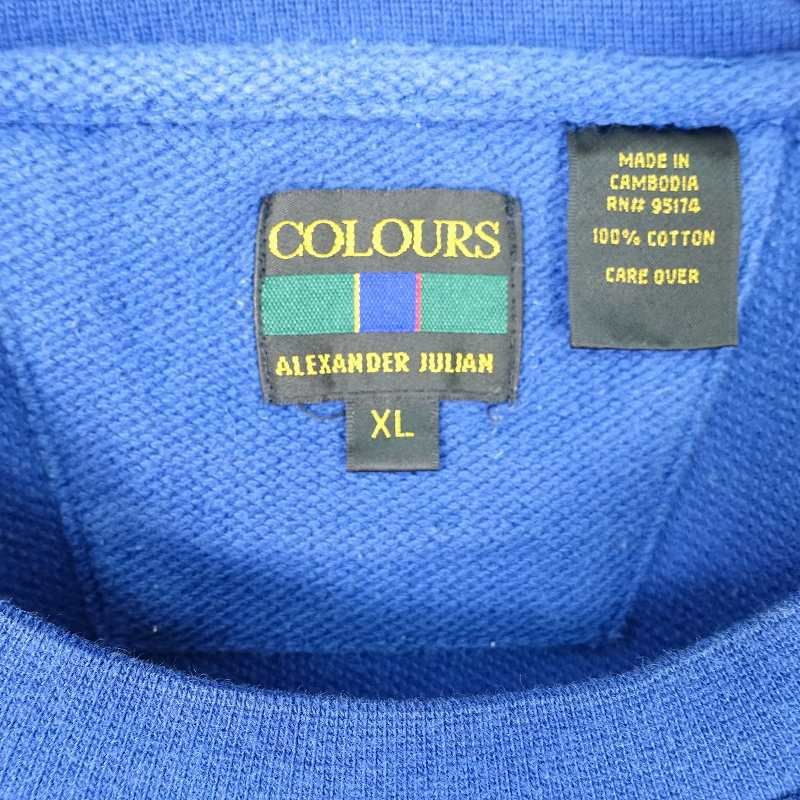 COLOURS
ALEXANDER JULIAN
XL
MADE IN
CAMBODIA
RN# 95174
100% COTTON
CARE OVER